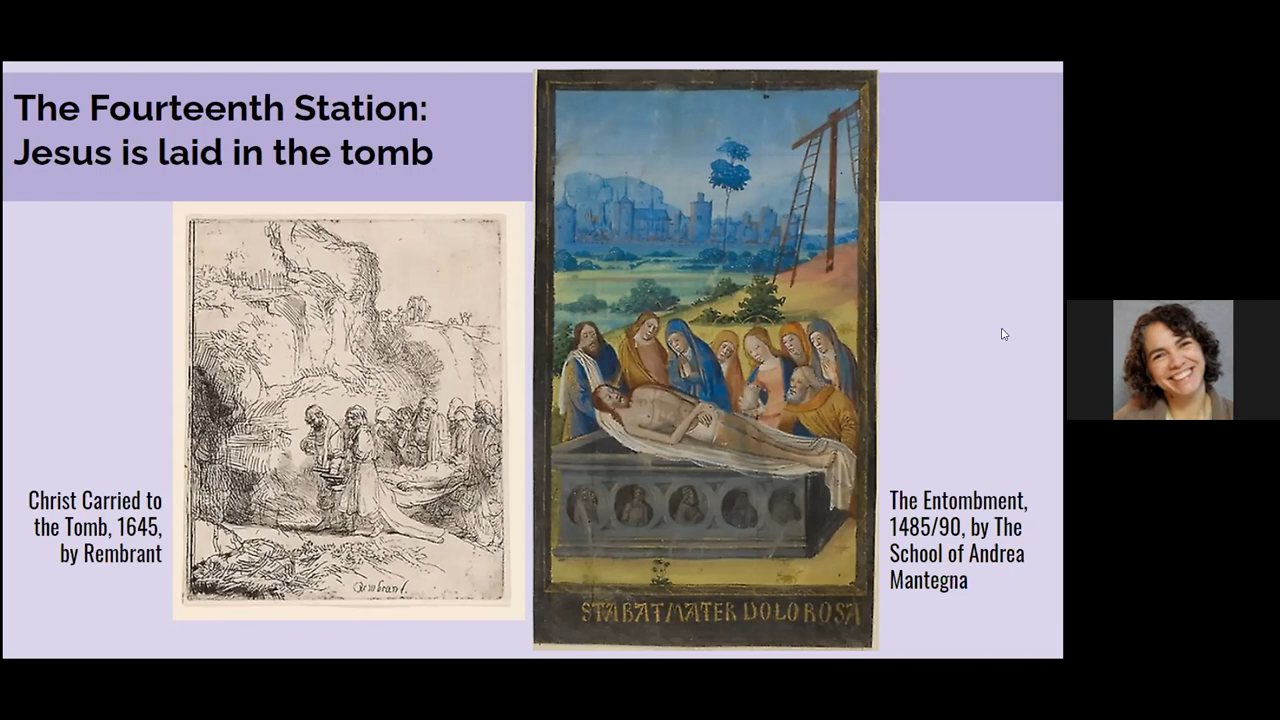 The Fourteenth Station:
Jesus is laid in the tomb
Christ Carried to
the Tomb, 1645,
by Rembrant
Rembrant f.
STABAT MATER DOLOROSA
The Entombment,
1485/90, by The
School of Andrea
Mantegna